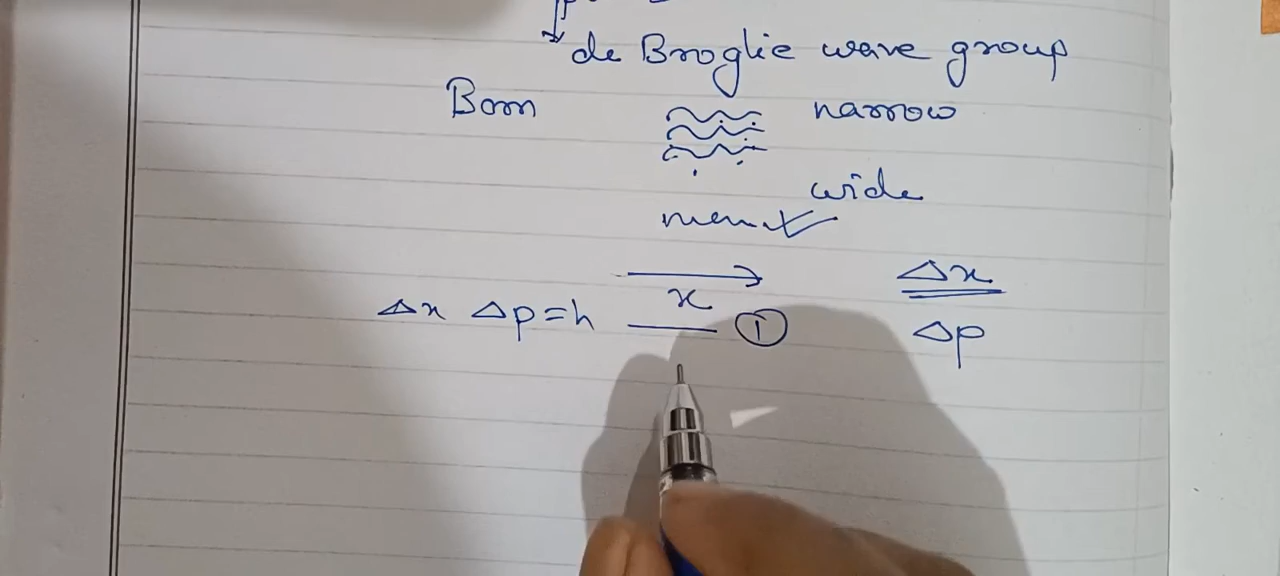 de Broglie wave group
Born narrow
wide
Δx
x
Δx Δp=h ①
Δp